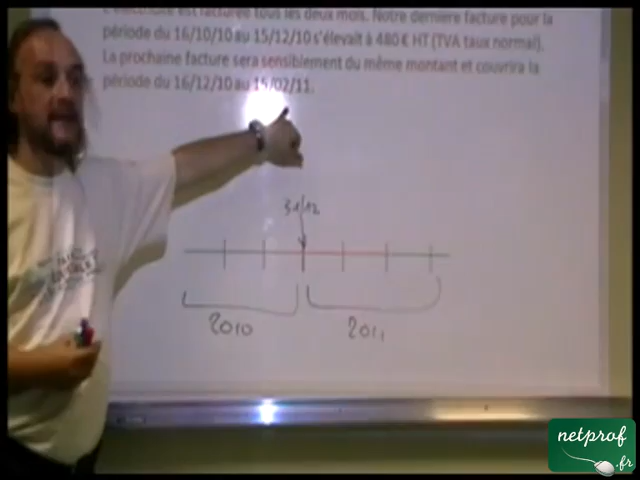 L'électricité est facturée tous les deux mois. Notre dernière facture pour la
période du 16/10/10 au 15/12/10 s'élevait à 480 € HT (TVA taux normal).
La prochaine facture sera sensiblement du même montant et couvrira la
période du 16/12/10 au 15/02/11.
31/12
2010
2011
netprof
.fr